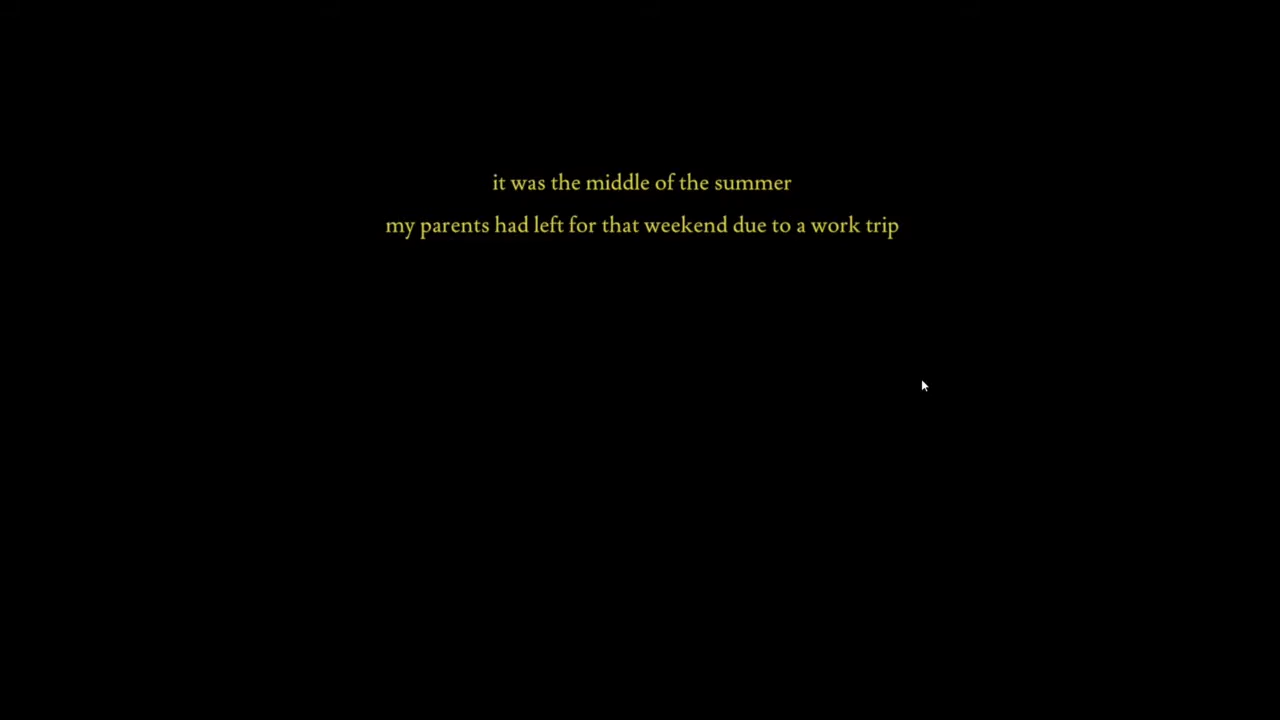 it was the middle of the summer
my parents had left for that weekend due to a work trip